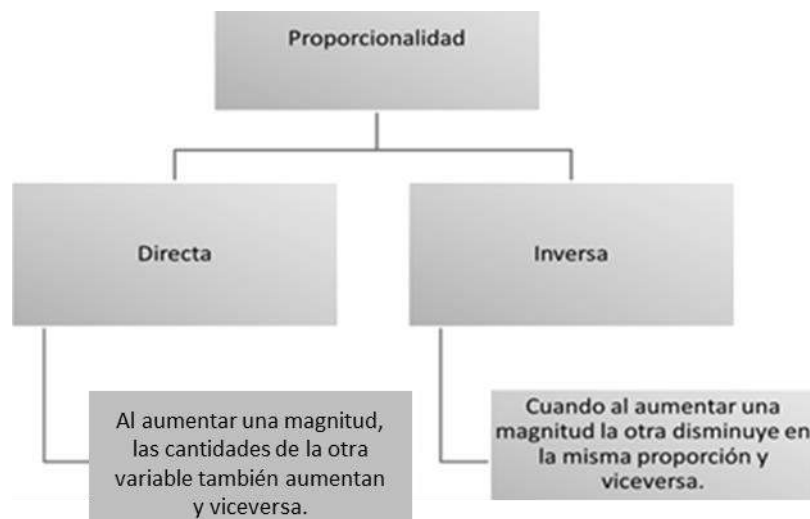 Proporcionalidad
Directa
Inversa
Al aumentar una magnitud,
las cantidades de la otra
variable también aumentan
y viceversa.
Cuando al aumentar una
magnitud la otra disminuye en
la misma proporción y
viceversa.